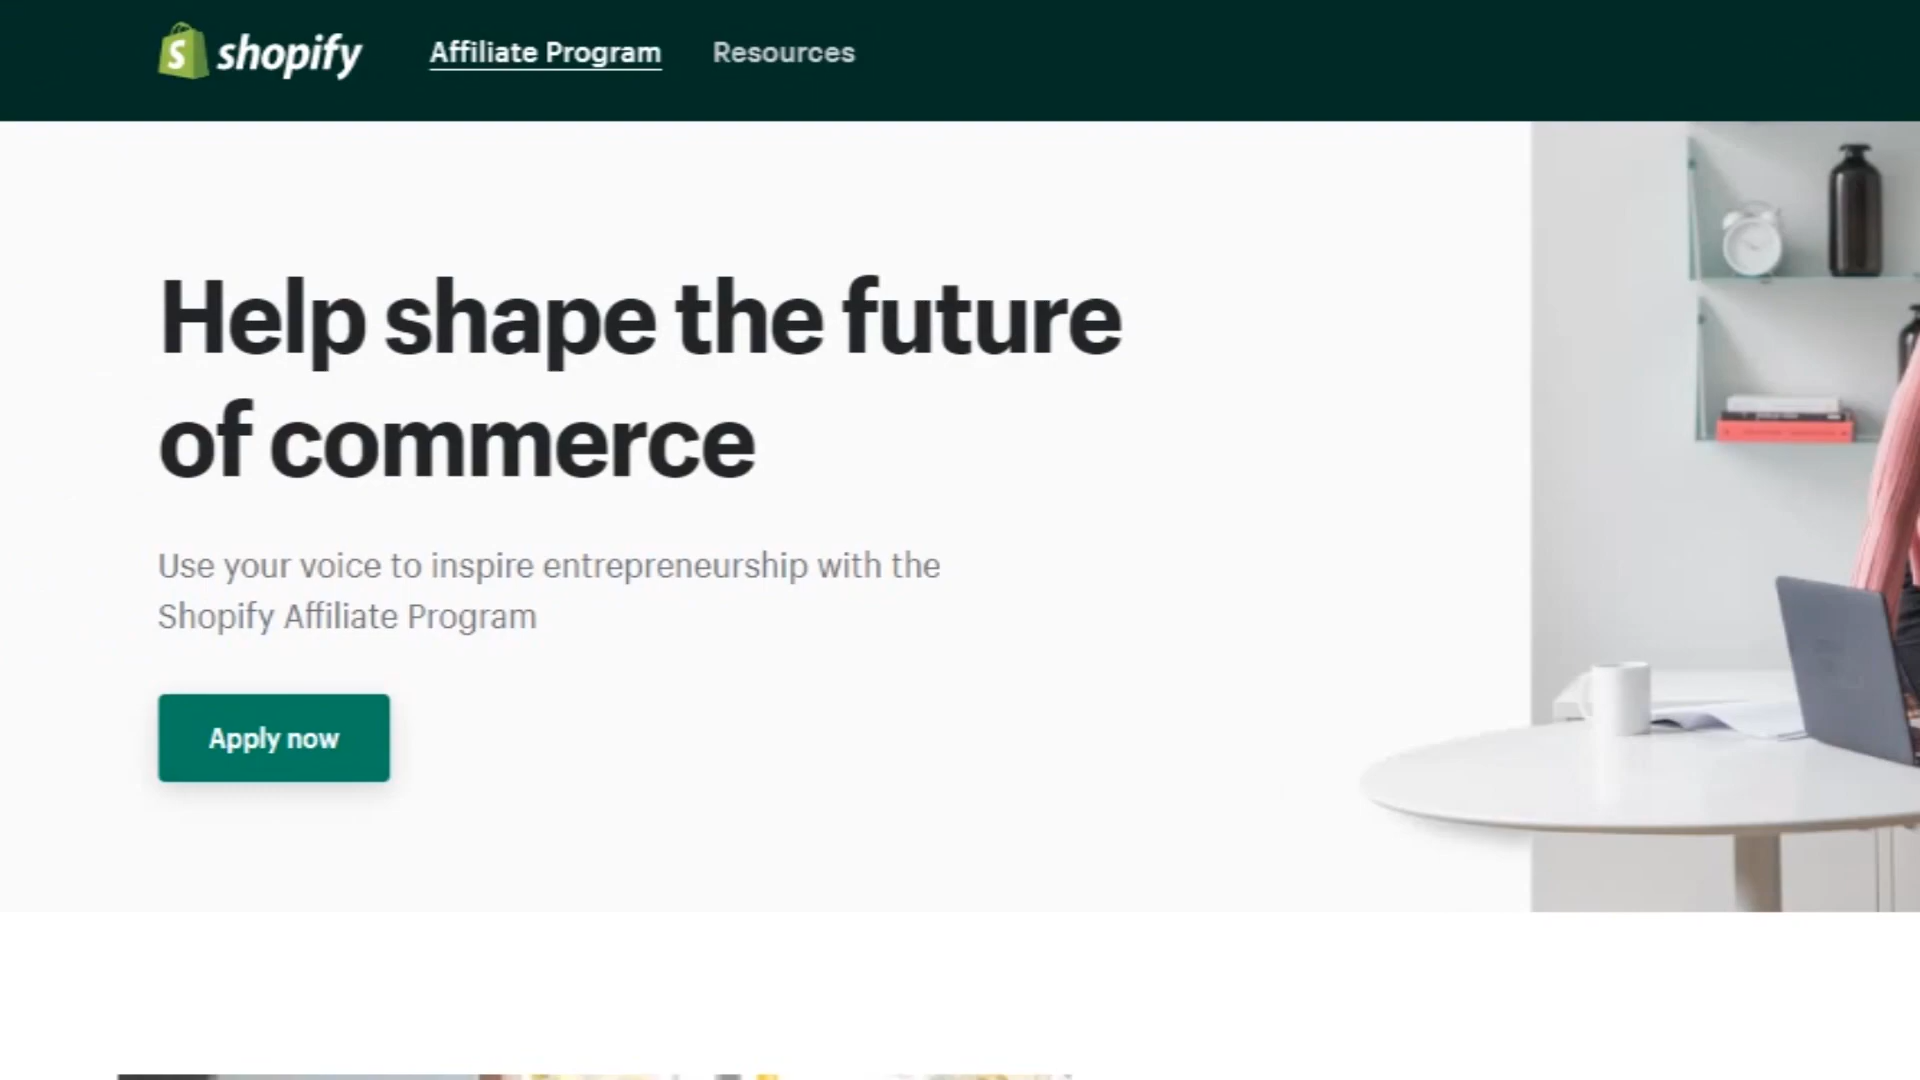 shopify
Affiliate Program
Resources
Help shape the future
of commerce
Use your voice to inspire entrepreneurship with the
Shopify Affiliate Program
Apply now